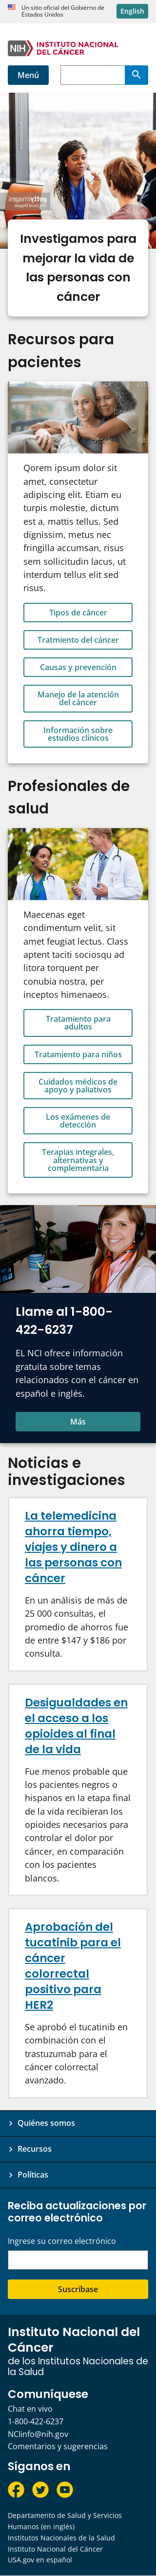 Un sitio oficial del Gobierno de
Estados Unidos
English
NIH
INSTITUTO NACIONAL
DEL CÁNCER
Menú
Investigamos para
mejorar la vida de
las personas con
cáncer
Recursos para
pacientes
Qorem ipsum dolor sit
amet, consectetur
adipiscing elit. Etiam eu
turpis molestie, dictum
est a, mattis tellus. Sed
dignissim, metus nec
fringilla accumsan, risus
sem sollicitudin lacus, ut
interdum tellus elit sed
risus.
Tipos de cáncer
Tratmiento del cáncer
Causas y prevención
Manejo de la atención
del cáncer
Información sobre
estudios clínicos
Profesionales de
salud
Maecenas eget
condimentum velit, sit
amet feugiat lectus. Class
aptent taciti sociosqu ad
litora torquent per
conubia nostra, per
inceptos himenaeos.
Tratamiento para
adultos
Tratamiento para niños
Cuidados médicos de
apoyo y paliativos
Los exámenes de
detección
Terapias integrales,
alternativas y
complementaria
Llame al 1-800-
422-6237
EL NCI ofrece información
gratuita sobre temas
relacionados con el cáncer en
español e inglés.
Más
Noticias e
investigaciones
La telemedicina
ahorra tiempo,
viajes y dinero a
las personas con
cáncer
En un análisis de más de
25 000 consultas, el
promedio de ahorros fue
de entre $147 y $186 por
consulta.
Desigualdades en
el acceso a los
opioides al final
de la vida
Fue menos probable que
los pacientes negros o
hispanos en la etapa final
de la vida recibieran los
opioides necesarios para
controlar el dolor por
cáncer, en comparación
con los pacientes
blancos.
Aprobación del
tucatinib para el
cáncer
colorrectal
positivo para
HER2
Se aprobó el tucatinib en
combinación con el
trastuzumab para el
cáncer colorrectal
avanzado.
Quiénes somos
Recursos
Políticas
Reciba actualizaciones por
correo electrónico
Ingrese su correo electrónico
Suscríbase
Instituto Nacional del
Cáncer
de los Institutos Nacionales de
la Salud
Comuníquese
Chat en vivo
1-800-422-6237
NCIinfo@nih.gov
Comentarios y sugerencias
Síganos en
Departamento de Salud y Servicios
Humanos (en inglés)
Institutos Nacionales de la Salud
Instituto Nacional del Cáncer
USA.gov en español